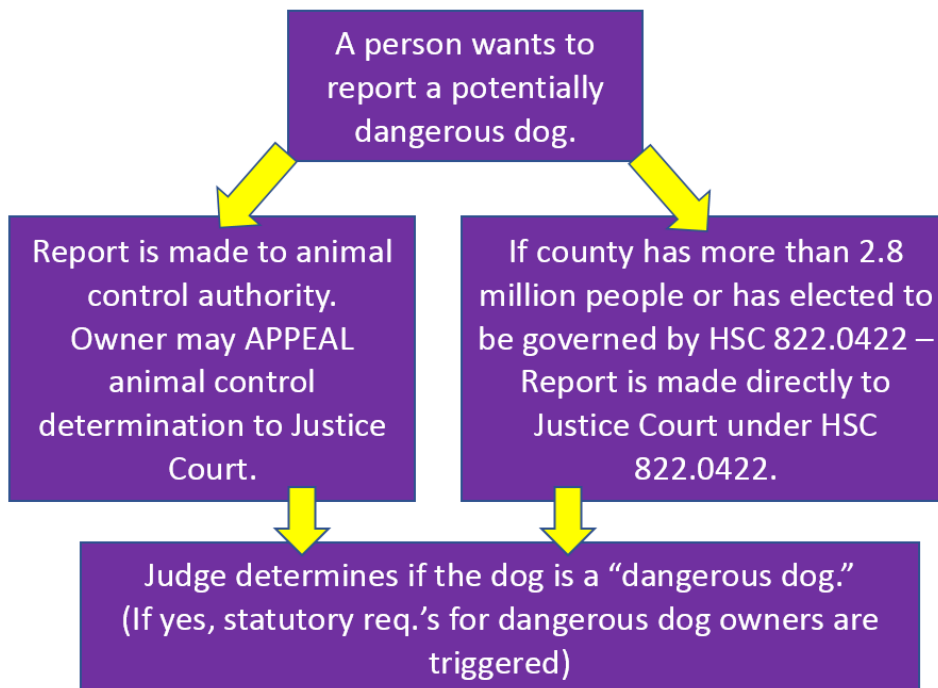 A person wants to
report a potentially
dangerous dog.
Report is made to animal
control authority.
Owner may APPEAL
animal control
determination to Justice
Court.
If county has more than 2.8
million people or has elected to
be governed by HSC 822.0422 –
Report is made directly to
Justice Court under HSC
822.0422.
Judge determines if the dog is a “dangerous dog.”
(If yes, statutory req.’s for dangerous dog owners are
triggered)